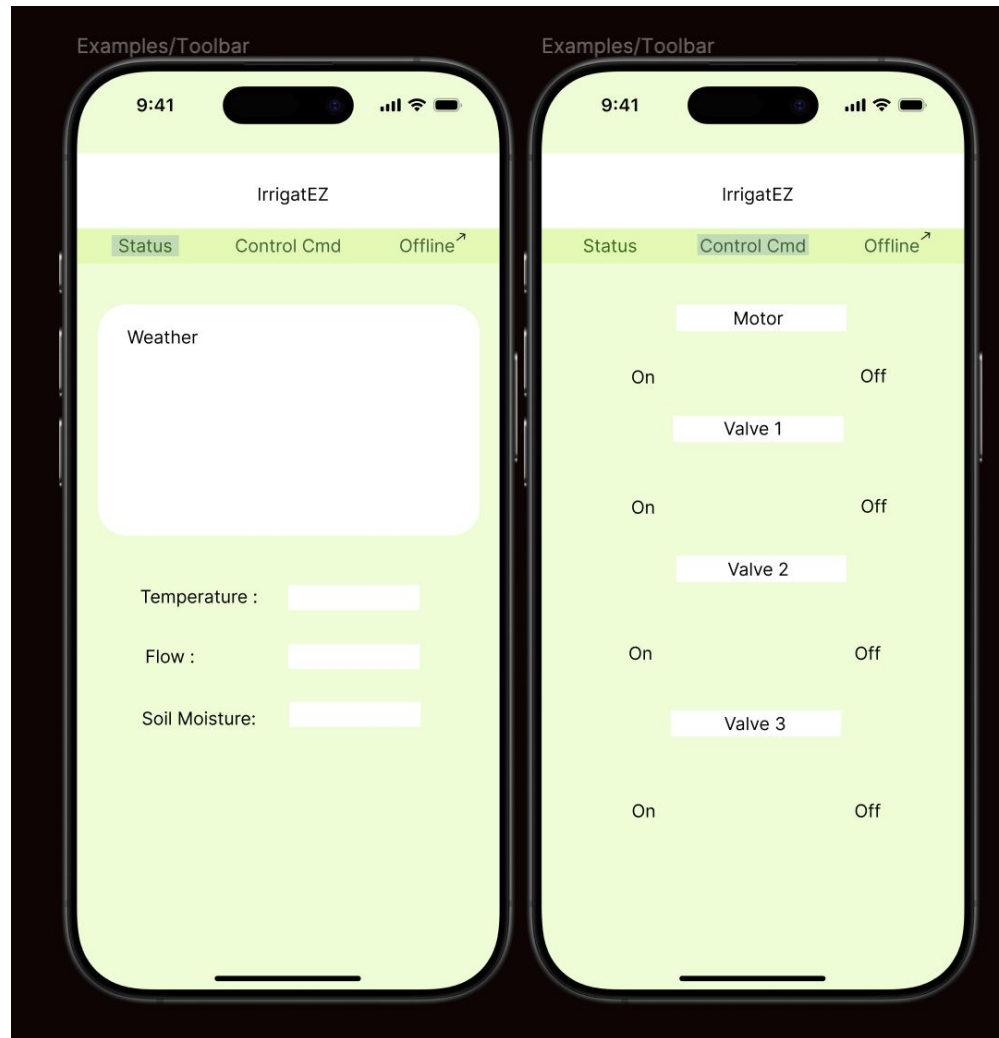 Examples/Toolbar
9:41
IrrigatEZ
Status Control Cmd Offline↗
Weather
Temperature :
Flow :
Soil Moisture:
Examples/Toolbar
9:41
IrrigatEZ
Status Control Cmd Offline↗
Motor
On Off
Valve 1
On Off
Valve 2
On Off
Valve 3
On Off